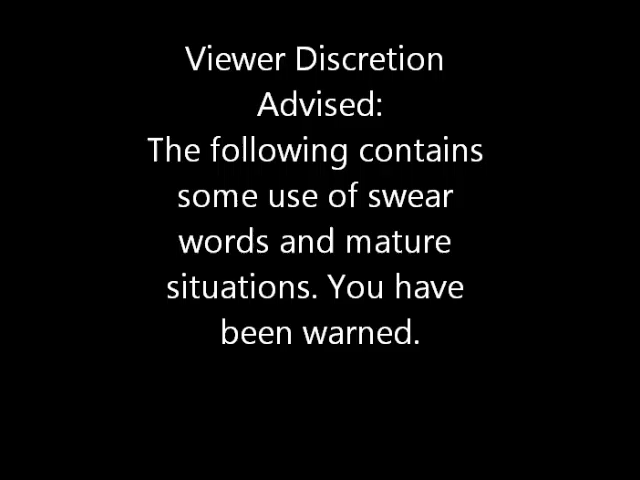 Viewer Discretion
Advised:
The following contains
some use of swear
words and mature
situations. You have
been warned.